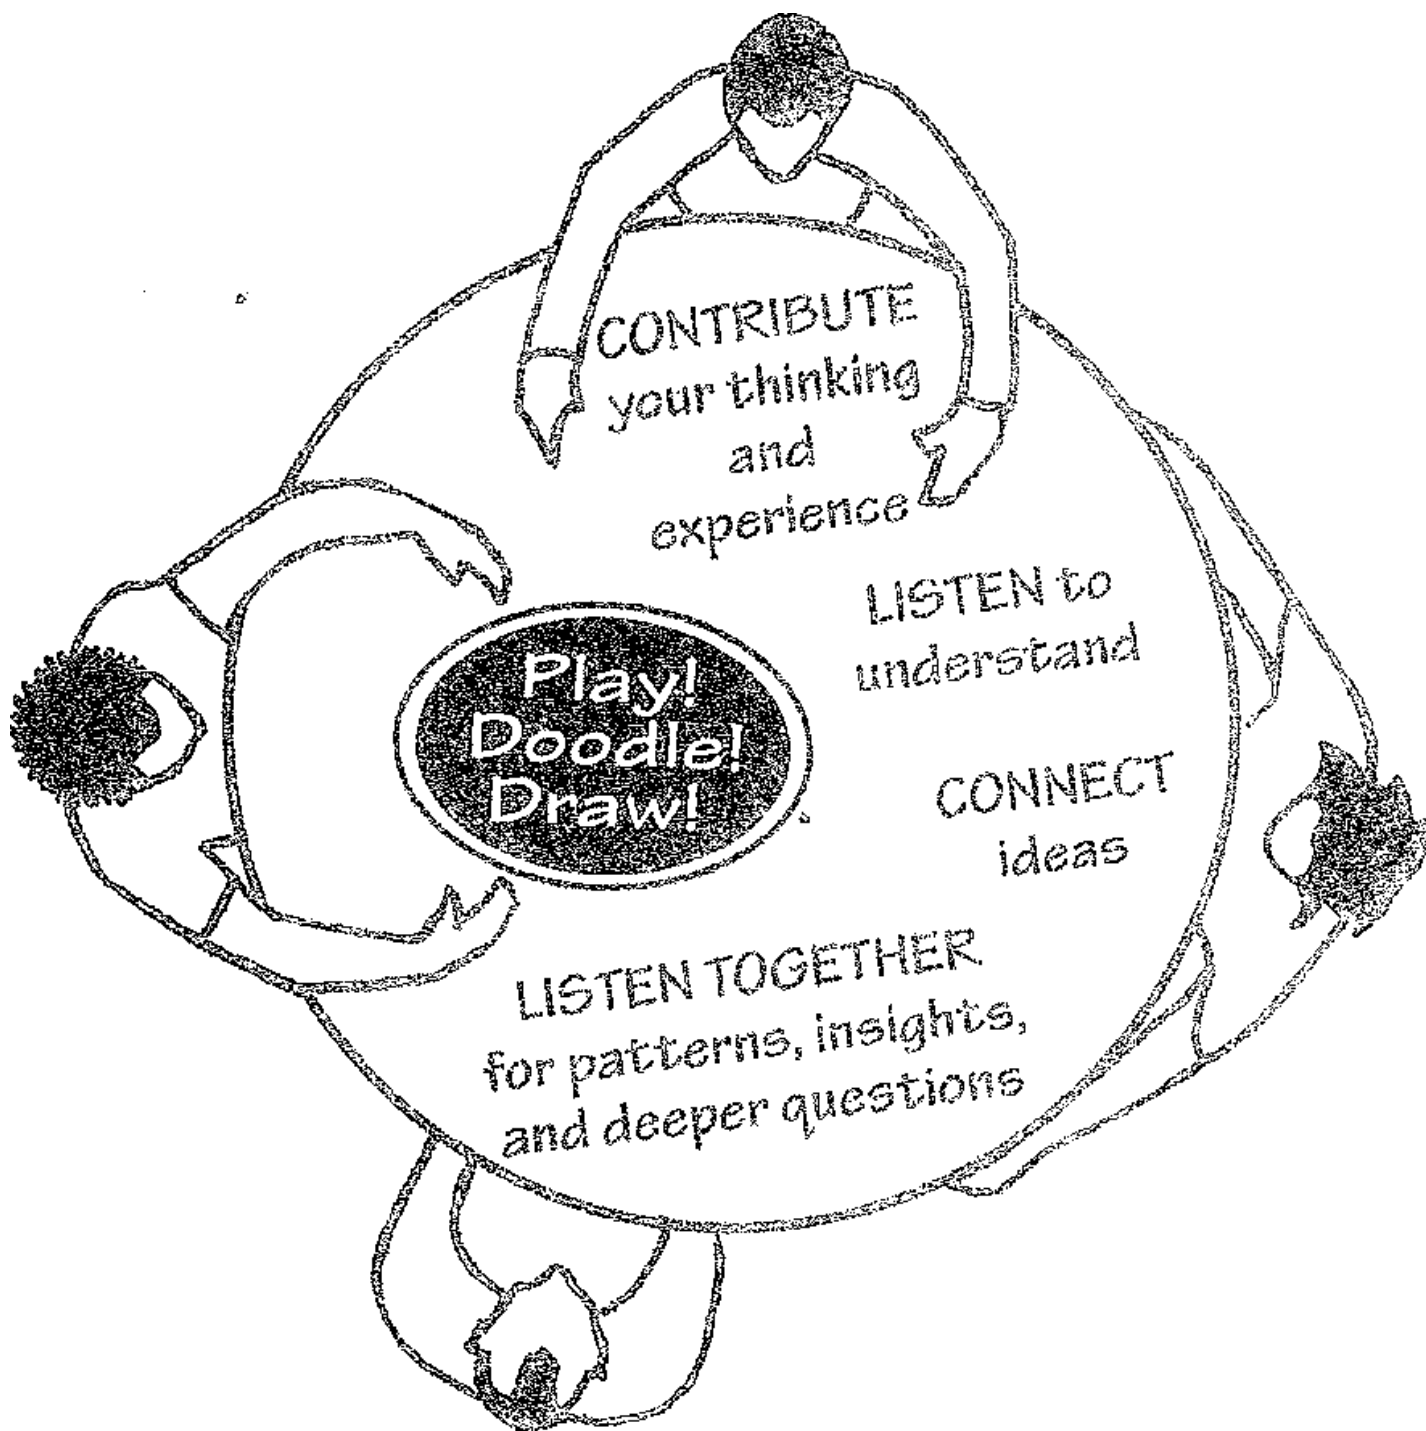 CONTRIBUTE
your thinking
and
experience
LISTEN to
understand
CONNECT
ideas
Play!
Doodle!
Draw!
LISTEN TOGETHER
for patterns, insights,
and deeper questions